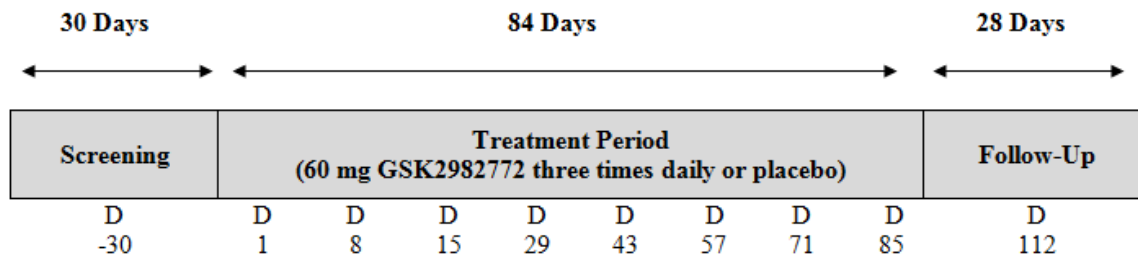 30 Days 84 Days 28 Days
Screening Treatment Period Follow-Up
(60 mg GSK2982772 three times daily or placebo)
D D D D D D D D D D
-30 1 8 15 29 43 57 71 85 112